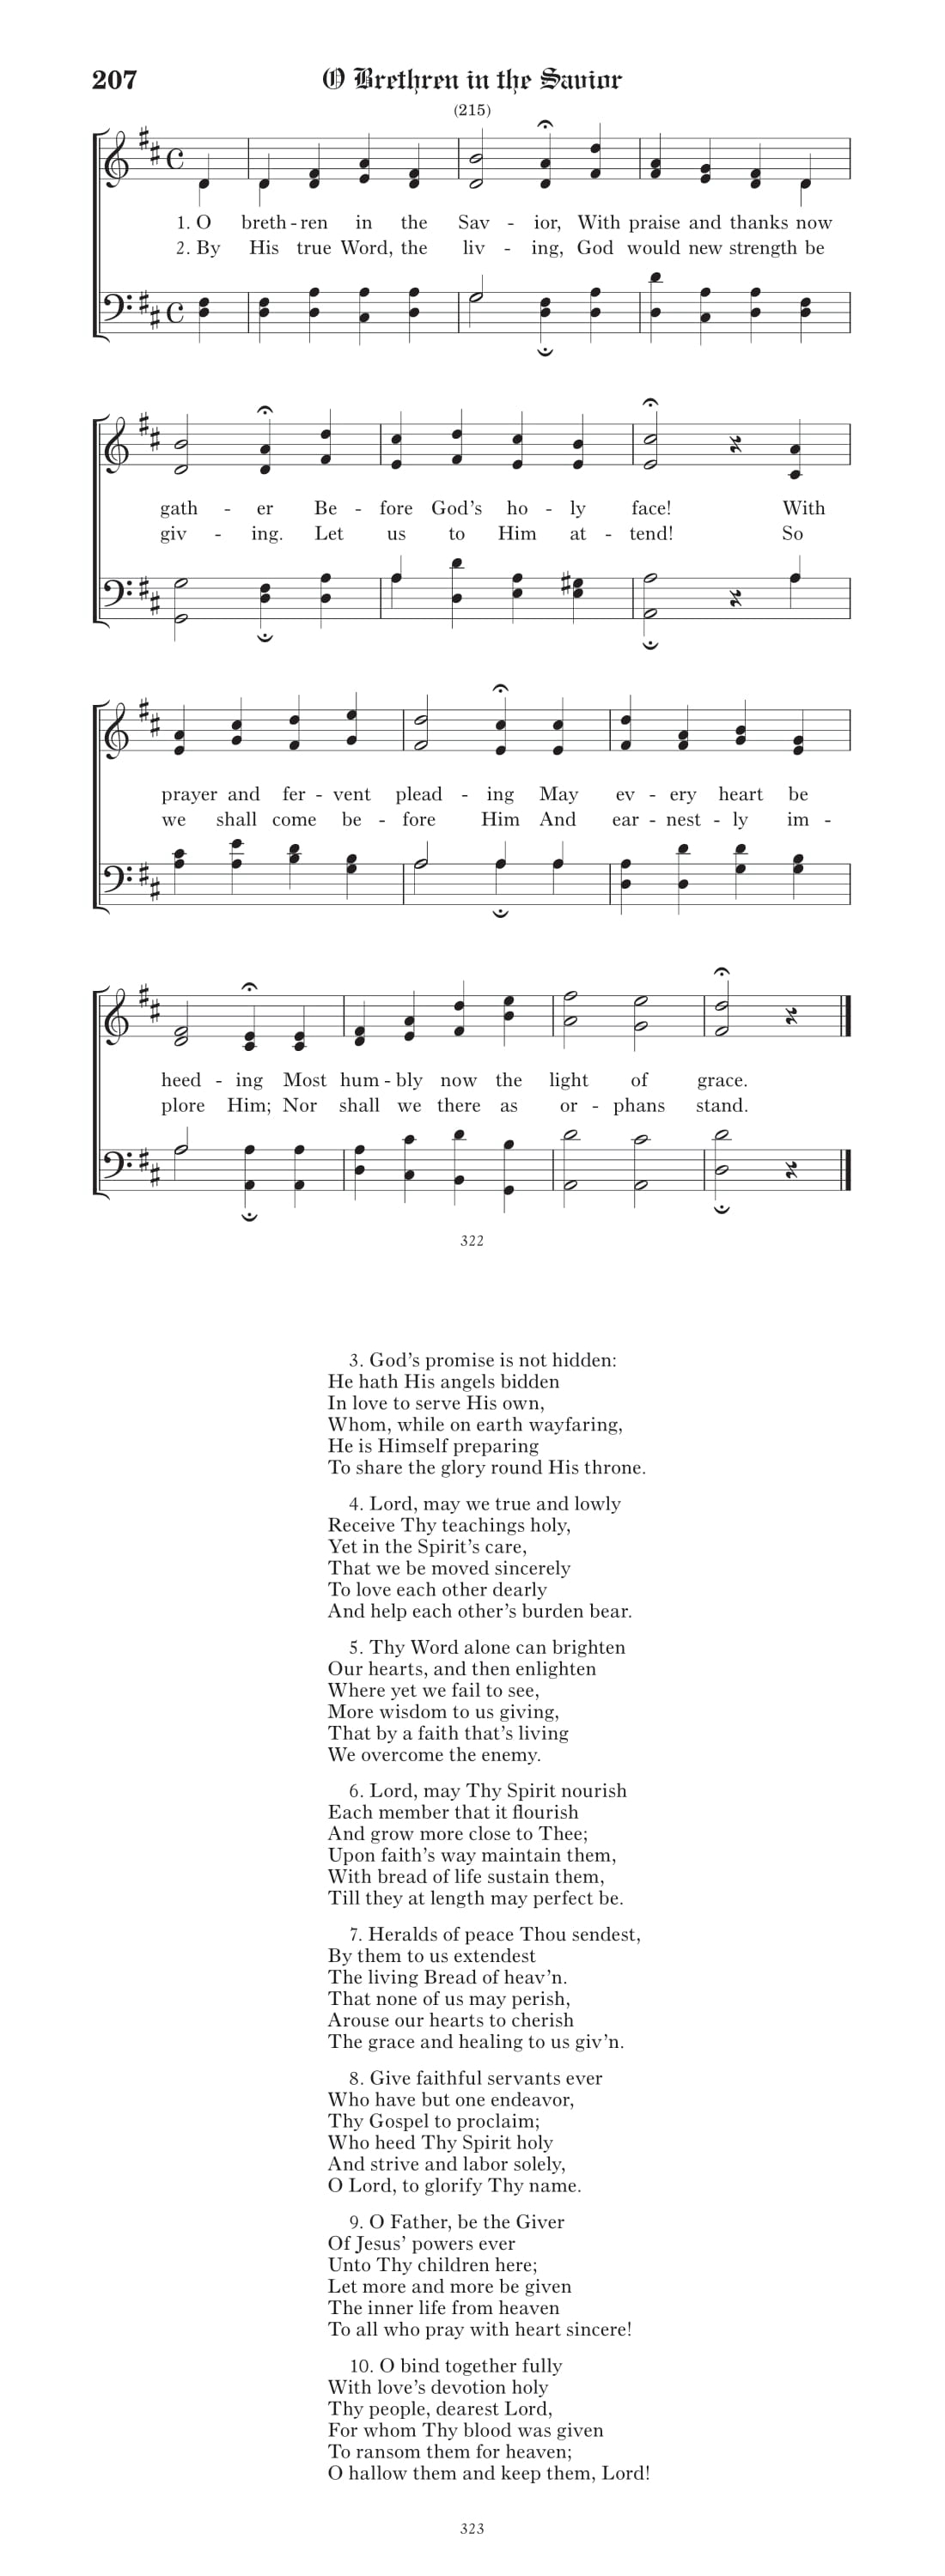 207 O Brethren in the Savior
(215)
1. O breth - ren in the Sav - ior, With praise and thanks now
2. By His true Word, the liv - ing, God would new strength be
gath - er Be - fore God's ho - ly face! With
giv - ing. Let us to Him at - tend! So
prayer and fer - vent plead - ing May ev - ery heart be
we shall come be - fore Him And ear - nest - ly im -
heed - ing Most hum - bly now the light of grace.
plore Him; Nor shall we there as or - phans stand.
322
3. God's promise is not hidden:
He hath His angels bidden
In love to serve His own,
Whom, while on earth wayfaring,
He is Himself preparing
To share the glory round His throne.
4. Lord, may we true and lowly
Receive Thy teachings holy,
Yet in the Spirit's care,
That we be moved sincerely
To love each other dearly
And help each other's burden bear.
5. Thy Word alone can brighten
Our hearts, and then enlighten
Where yet we fail to see,
More wisdom to us giving,
That by a faith that's living
We overcome the enemy.
6. Lord, may Thy Spirit nourish
Each member that it flourish
And grow more close to Thee;
Upon faith's way maintain them,
With bread of life sustain them,
Till they at length may perfect be.
7. Heralds of peace Thou sendest,
By them to us extendest
The living Bread of heav'n.
That none of us may perish,
Arouse our hearts to cherish
The grace and healing to us giv'n.
8. Give faithful servants ever
Who have but one endeavor,
Thy Gospel to proclaim;
Who heed Thy Spirit holy
And strive and labor solely,
O Lord, to glorify Thy name.
9. O Father, be the Giver
Of Jesus' powers ever
Unto Thy children here;
Let more and more be given
The inner life from heaven
To all who pray with heart sincere!
10. O bind together fully
With love's devotion holy
Thy people, dearest Lord,
For whom Thy blood was given
To ransom them for heaven;
O hallow them and keep them, Lord!
323